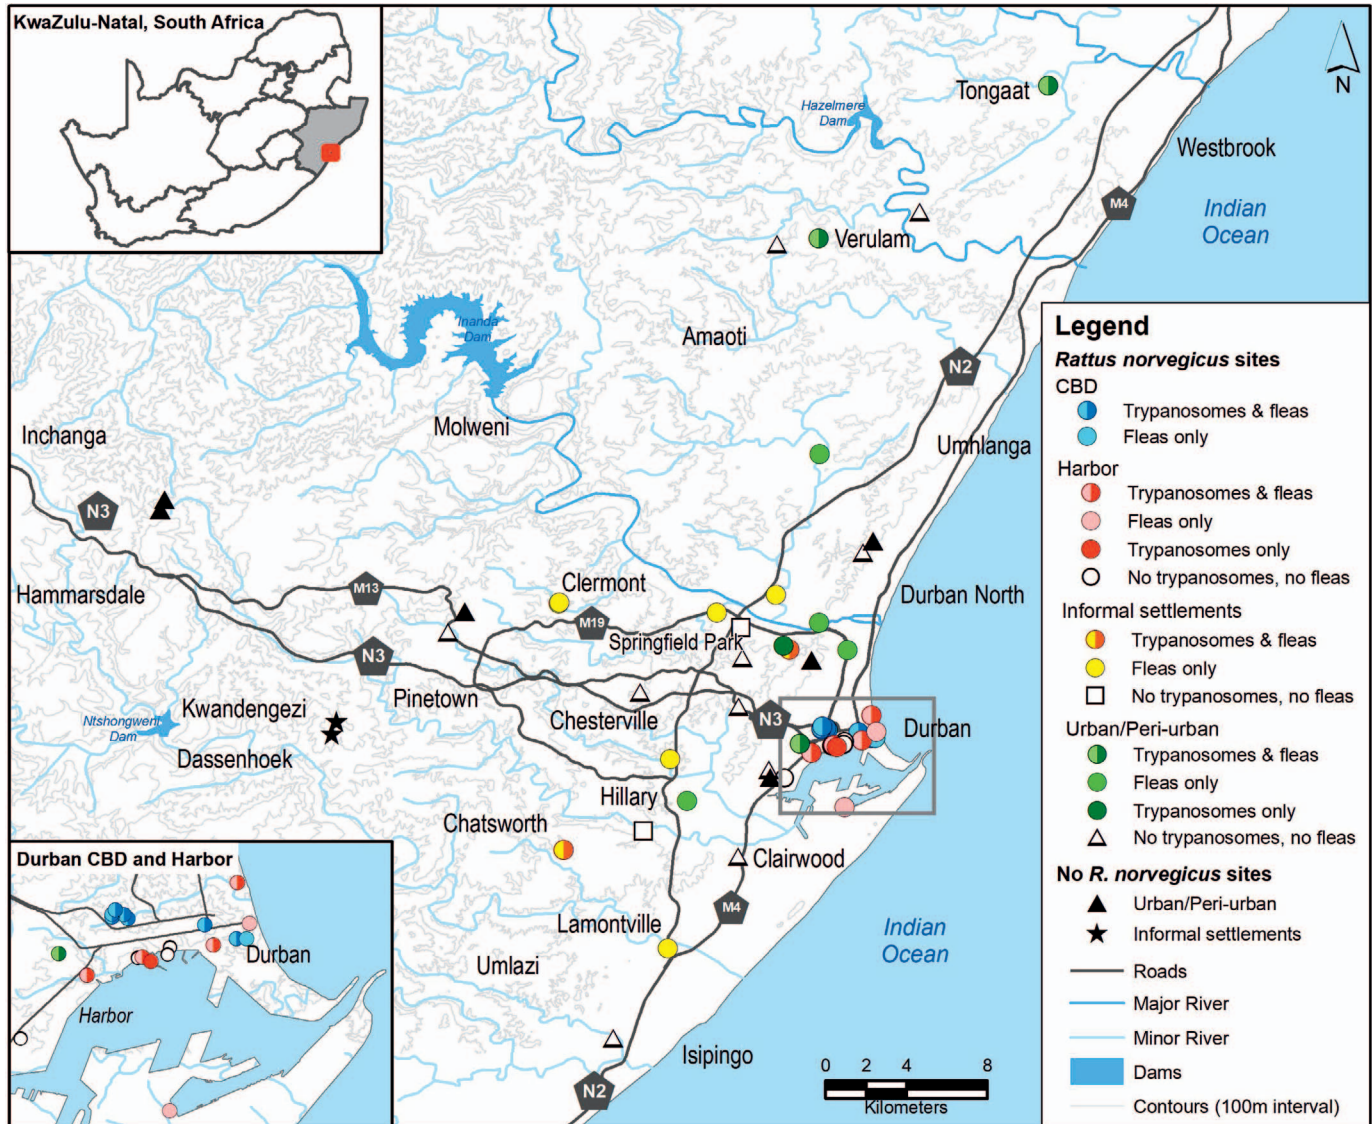 KwaZulu-Natal, South Africa
N
Tongaat
Hazelmere
Dam
Westbrook
M4
Indian
Ocean
Verulam
Inanda
Dam
Amaoti
N2
Molweni
Umhlanga
Inchanga
N3
Hammarsdale
M13
Clermont
M19
Springfield Park
Durban North
N3
Pinetown
Kwandengezi
Ntshongweni
Dam
Dassenhoek
Chesterville
N3
Durban
Hillary
Chatsworth
Clairwood
M4
Lamontville
Umlazi
Indian
Ocean
Isipingo
N2
0 2 4 8
Kilometers
Durban CBD and Harbor
Durban
Harbor
Legend
Rattus norvegicus sites
CBD
Trypanosomes & fleas
Fleas only
Harbor
Trypanosomes & fleas
Fleas only
Trypanosomes only
No trypanosomes, no fleas
Informal settlements
Trypanosomes & fleas
Fleas only
No trypanosomes, no fleas
Urban/Peri-urban
Trypanosomes & fleas
Fleas only
Trypanosomes only
No trypanosomes, no fleas
No R. norvegicus sites
Urban/Peri-urban
Informal settlements
Roads
Major River
Minor River
Dams
Contours (100m interval)